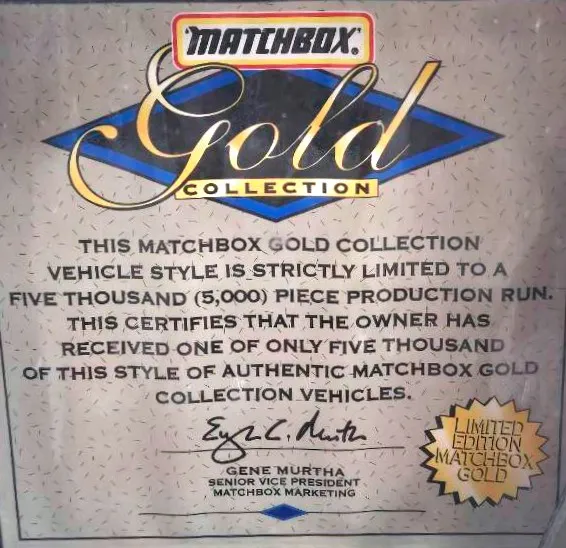 MATCHBOX
Gold
COLLECTION
THIS MATCHBOX GOLD COLLECTION
VEHICLE STYLE IS STRICTLY LIMITED TO A
FIVE THOUSAND (5,000) PIECE PRODUCTION RUN.
THIS CERTIFIES THAT THE OWNER HAS
RECEIVED ONE OF ONLY FIVE THOUSAND
OF THIS STYLE OF AUTHENTIC MATCHBOX GOLD
COLLECTION VEHICLES.
GENE MURTHA
SENIOR VICE PRESIDENT
MATCHBOX MARKETING
LIMITED
EDITION
MATCHBOX
GOLD